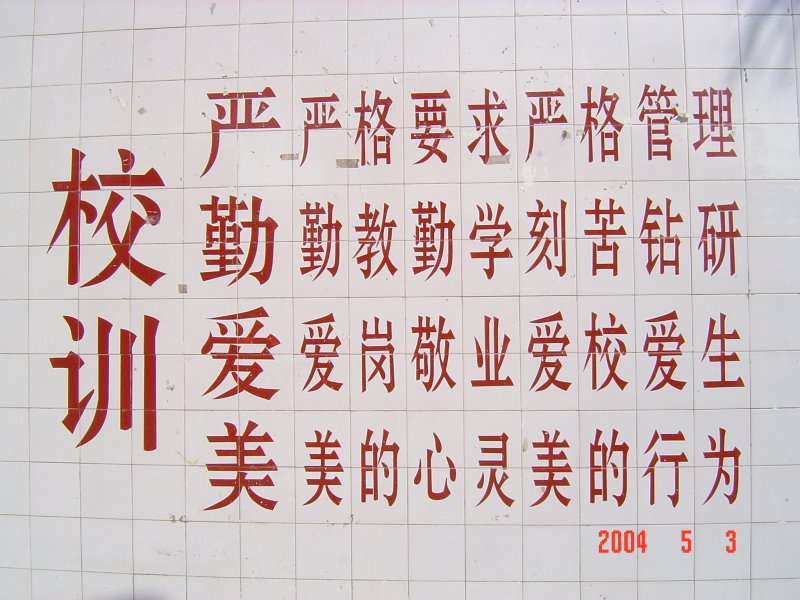 校训
严 严格要求严格管理
勤 勤教勤学刻苦钻研
爱 爱岗敬业爱校爱生
美 美的心灵美的行为
2004 5 3